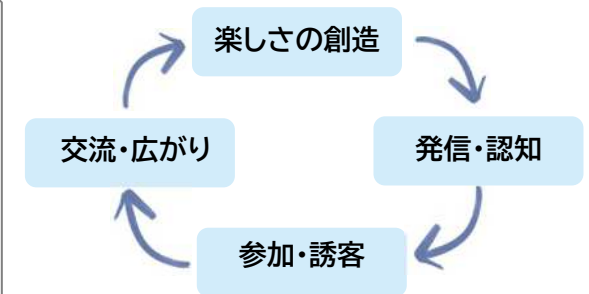 楽しさの創造
発信・認知
参加・誘客
交流・広がり